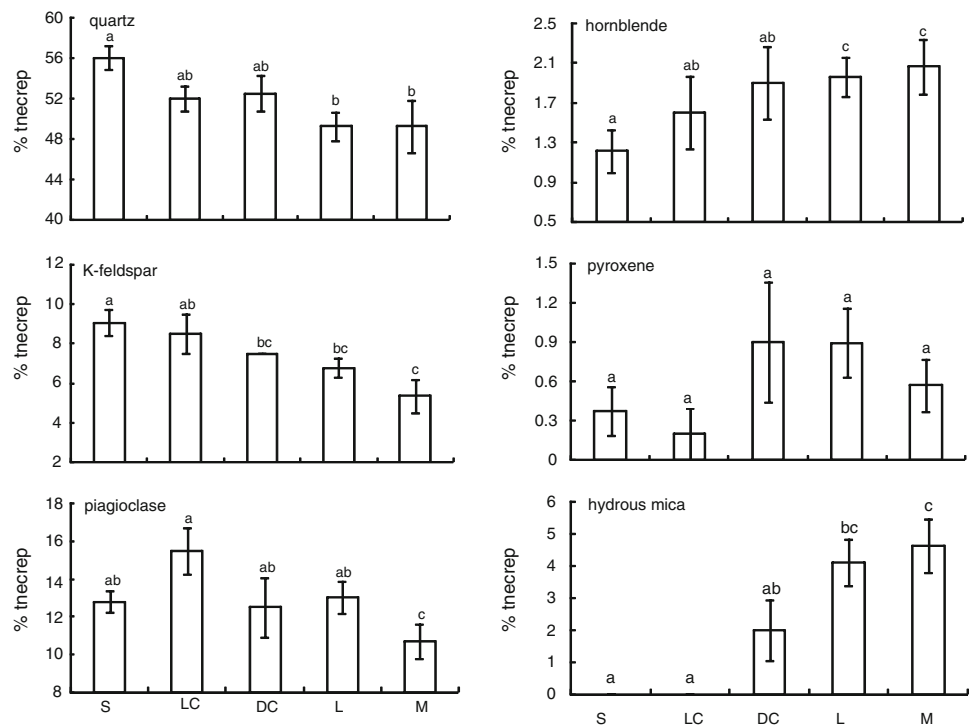 quartz
% tnecrep
60
56
52
48
44
40
a
ab
ab
b
b
hornblende
% tnecrep
2.5
2.1
1.7
1.3
0.9
0.5
a
ab
ab
c
c
K-feldspar
% tnecrep
12
10
8
6
4
2
a
ab
bc
bc
c
pyroxene
% tnecrep
1.5
1.2
0.9
0.6
0.3
0
a
a
a
a
a
piagioclase
% tnecrep
18
16
14
12
10
8
ab
a
ab
ab
c
S LC DC L M
hydrous mica
% tnecrep
6
5
4
3
2
1
0
a
a
ab
bc
c
S LC DC L M